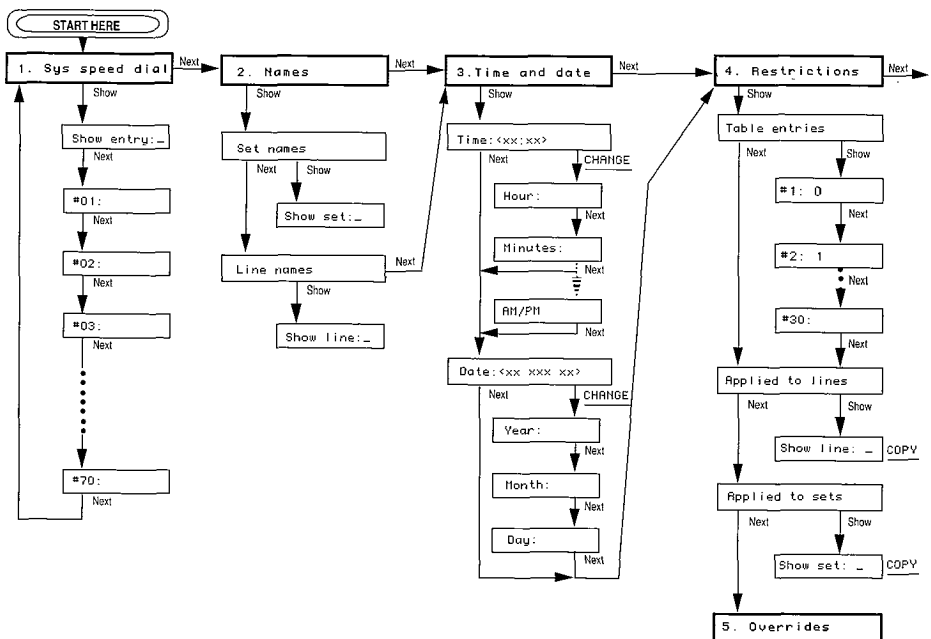 START HERE
1. Sys speed dial
Next
Show
Show entry:_
Next
#01:
Next
#02:
Next
#03:
Next
#70:
Next
2. Names
Next
Show
Set names
Next
Show
Show set:_
Line names
Next
Show
Show line:_
3.Time and date
Next
Show
Time:<xx:xx>
Next
CHANGE
Hour:
Next
Minutes:
Next
AM/PM
Next
Date:<xx xxx xx>
Next
CHANGE
Year:
Next
Month:
Next
Day:
Next
4. Restrictions
Next
Show
Table entries
Next
Show
#1: 0
Next
#2: 1
Next
#30:
Next
Applied to lines
Next
Show
Show line: _
COPY
Applied to sets
Next
Show
Show set: _
COPY
5. Overrides